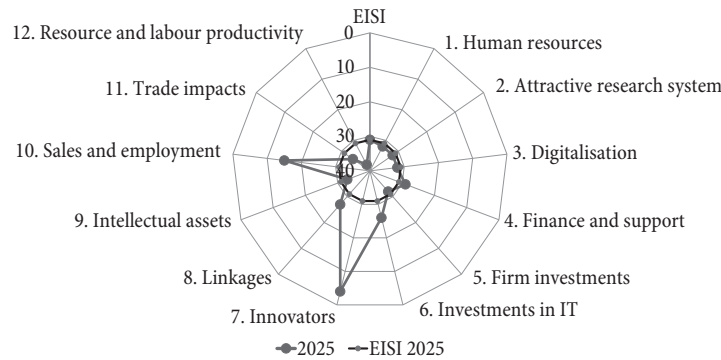 EISI
1. Human resources
2. Attractive research system
3. Digitalisation
4. Finance and support
5. Firm investments
6. Investments in IT
7. Innovators
8. Linkages
9. Intellectual assets
10. Sales and employment
11. Trade impacts
12. Resource and labour productivity
0
10
20
30
40
2025
EISI 2025